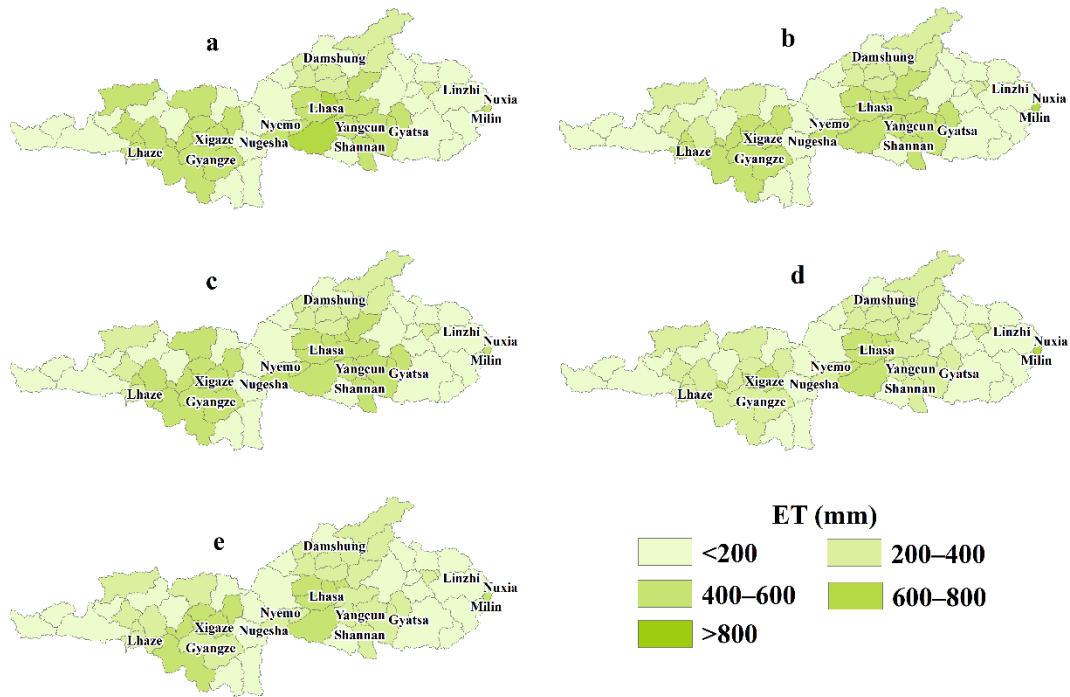 a
Damshung
Linzhi
Nuxia
Lhasa
Milin
Nyemo
Yangcun
Gyatsa
Xigaze
Nugesha
Shannan
Lhaze
Gyangze
b
Damshung
Linzhi
Nuxia
Lhasa
Milin
Nyemo
Yangcun
Gyatsa
Xigaze
Nugesha
Shannan
Lhaze
Gyangze
c
Damshung
Linzhi
Nuxia
Lhasa
Milin
Nyemo
Yangcun
Gyatsa
Xigaze
Nugesha
Shannan
Lhaze
Gyangze
d
Damshung
Linzhi
Nuxia
Lhasa
Milin
Nyemo
Yangcun
Gyatsa
Xigaze
Nugesha
Shannan
Lhaze
Gyangze
e
Damshung
Linzhi
Nuxia
Lhasa
Milin
Nyemo
Yangcun
Gyatsa
Xigaze
Nugesha
Shannan
Lhaze
Gyangze
ET (mm)
<200
200–400
400–600
600–800
>800